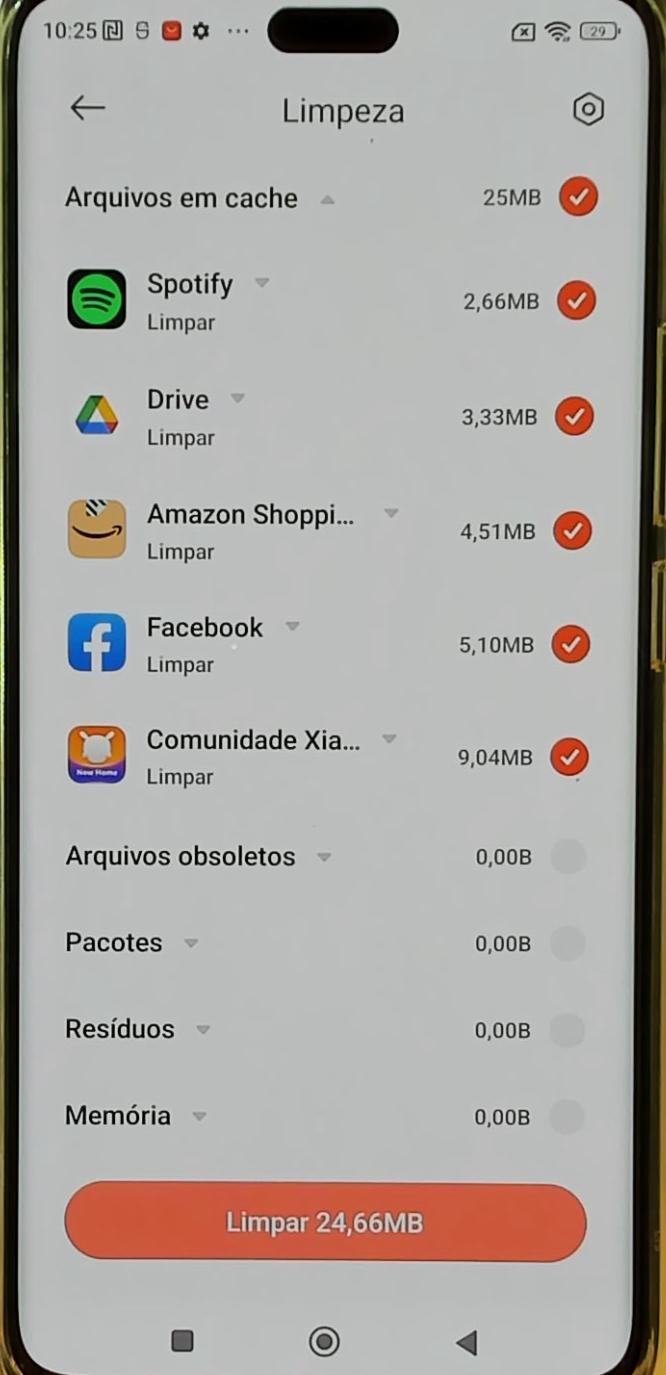 10:25
29
Limpeza
Arquivos em cache 25MB
Spotify 2,66MB
Limpar
Drive 3,33MB
Limpar
Amazon Shoppi... 4,51MB
Limpar
Facebook 5,10MB
Limpar
Comunidade Xia... 9,04MB
New Home
Limpar
Arquivos obsoletos 0,00B
Pacotes 0,00B
Resíduos 0,00B
Memória 0,00B
Limpar 24,66MB